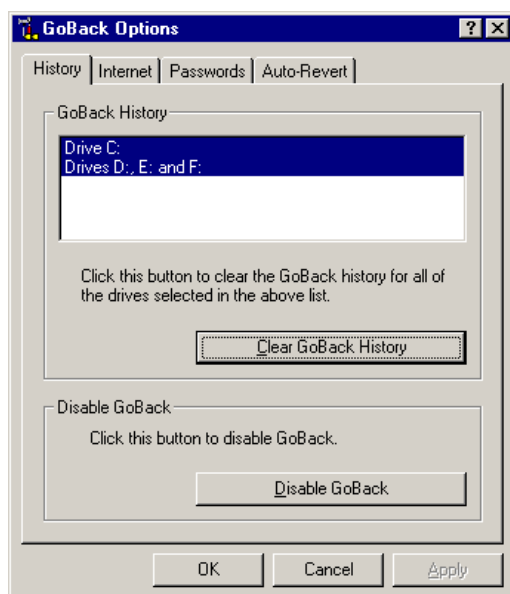 GoBack Options
History Internet Passwords Auto-Revert
GoBack History
Drive C:
Drives D:, E: and F:
Click this button to clear the GoBack history for all of
the drives selected in the above list.
Clear GoBack History
Disable GoBack
Click this button to disable GoBack.
Disable GoBack
OK Cancel Apply